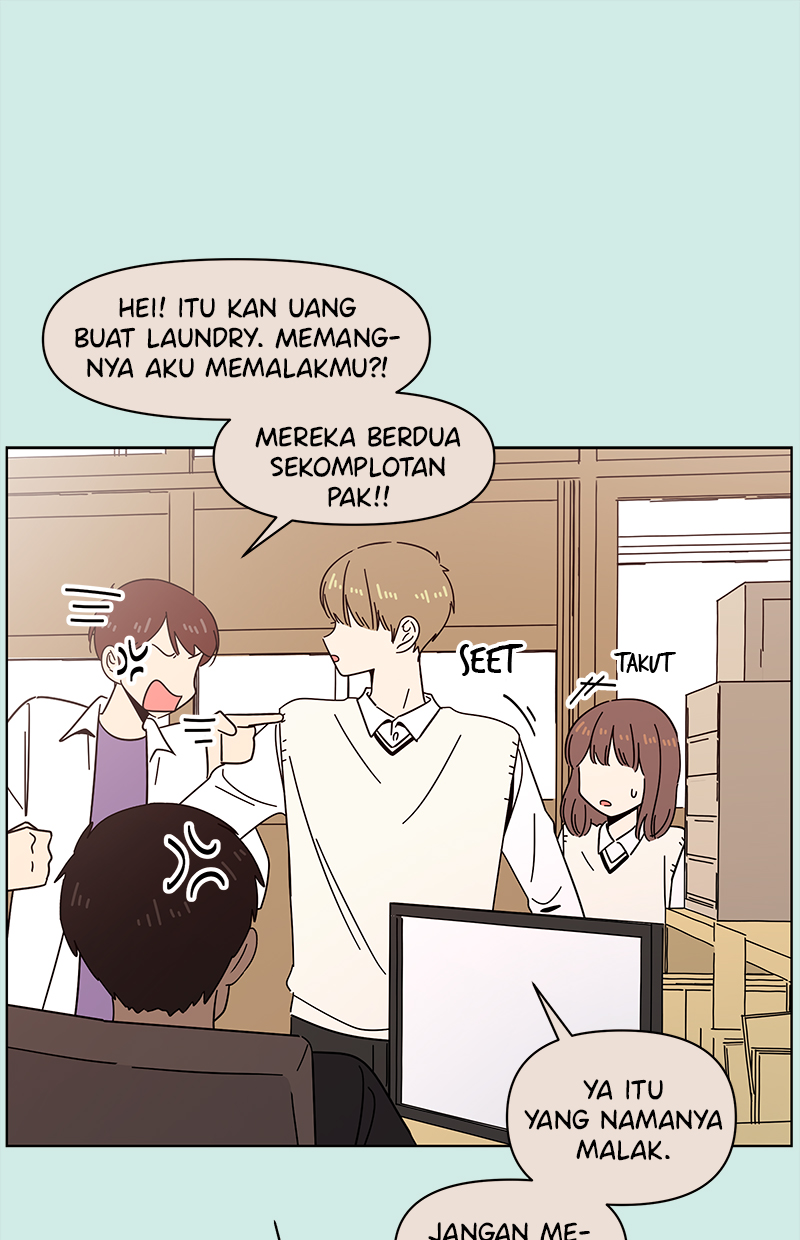 HEI! ITU KAN UANG
BUAT LAUNDRY. MEMANG-
NYA AKU MEMALAKMU?!
MEREKA BERDUA
SEKOMPLOTAN
PAK!!
SEET
TAKUT
YA ITU
YANG NAMANYA
MALAK.
JANGAN ME-